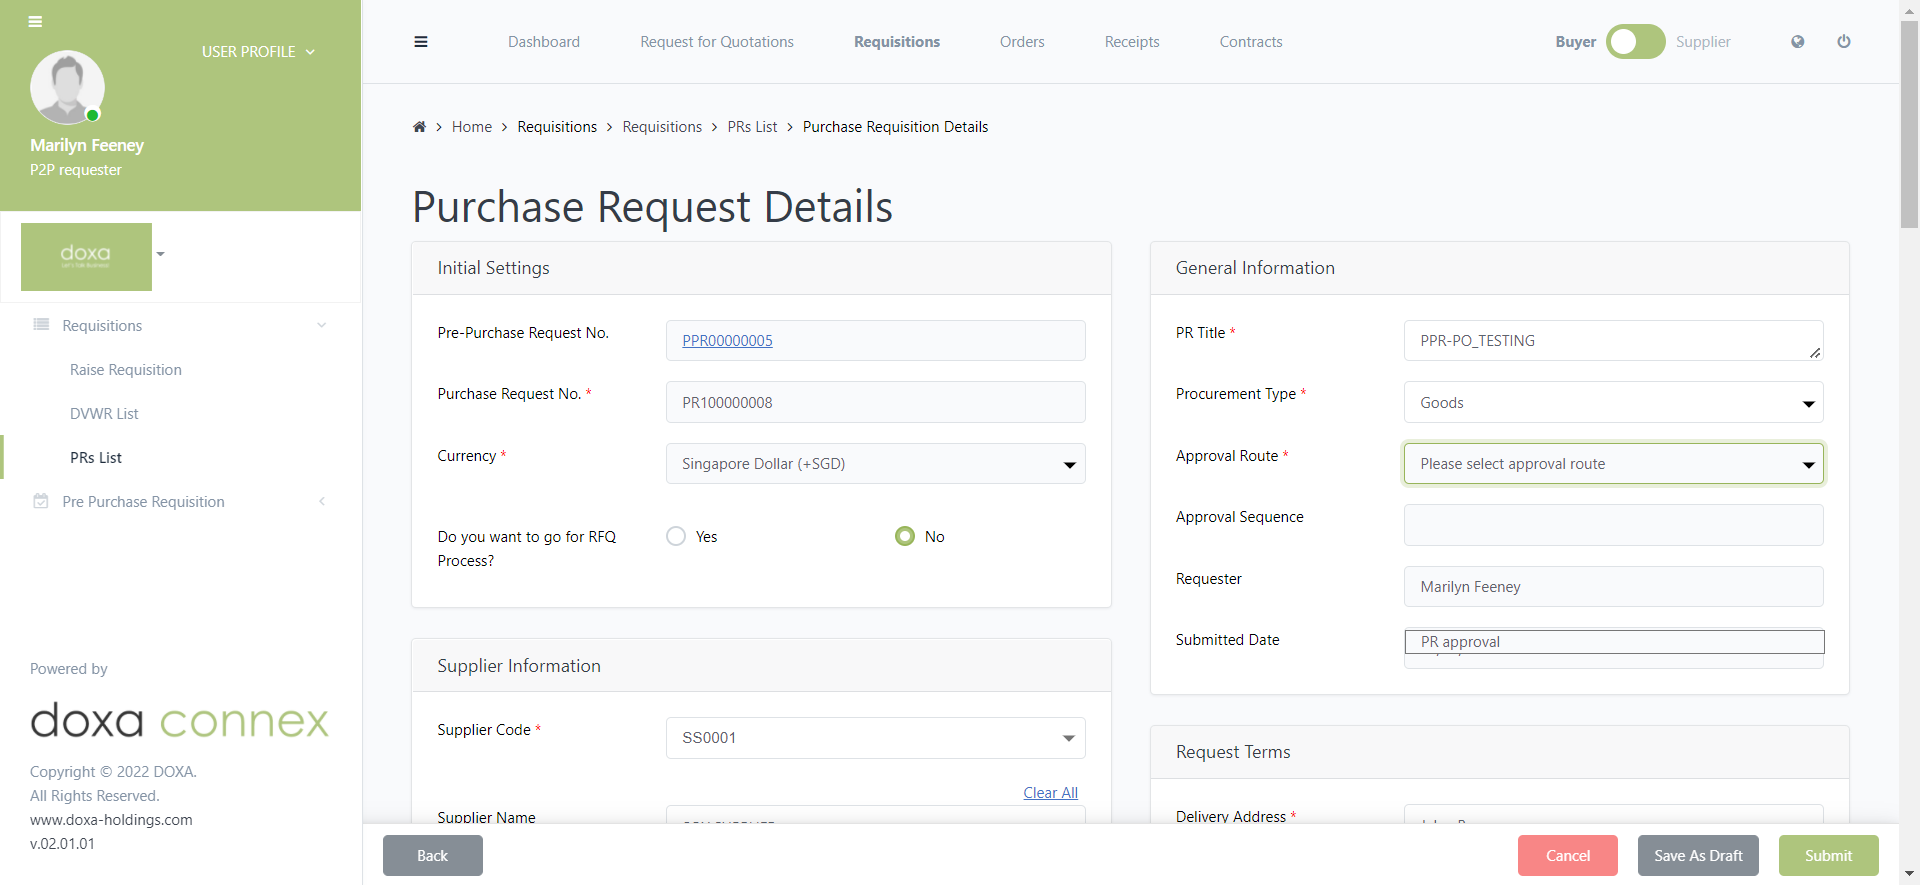 USER PROFILE
Marilyn Feeney
P2P requester
doxa
Requisitions
Raise Requisition
DVWR List
PRs List
Pre Purchase Requisition
Powered by
doxa connex
Copyright © 2022 DOXA.
All Rights Reserved.
www.doxa-holdings.com
v.02.01.01
Dashboard
Request for Quotations
Requisitions
Orders
Receipts
Contracts
Buyer
Supplier
Home > Requisitions > Requisitions > PRs List > Purchase Requisition Details
Purchase Request Details
Initial Settings
Pre-Purchase Request No.
PPR00000005
Purchase Request No. *
PR100000008
Currency *
Singapore Dollar (+SGD)
Do you want to go for RFQ
Process?
Yes
No
Supplier Information
Supplier Code *
SS0001
Clear All
Supplier Name
General Information
PR Title *
PPR-PO_TESTING
Procurement Type *
Goods
Approval Route *
Please select approval route
Approval Sequence
Requester
Marilyn Feeney
Submitted Date
PR approval
Request Terms
Delivery Address *
Back
Cancel
Save As Draft
Submit